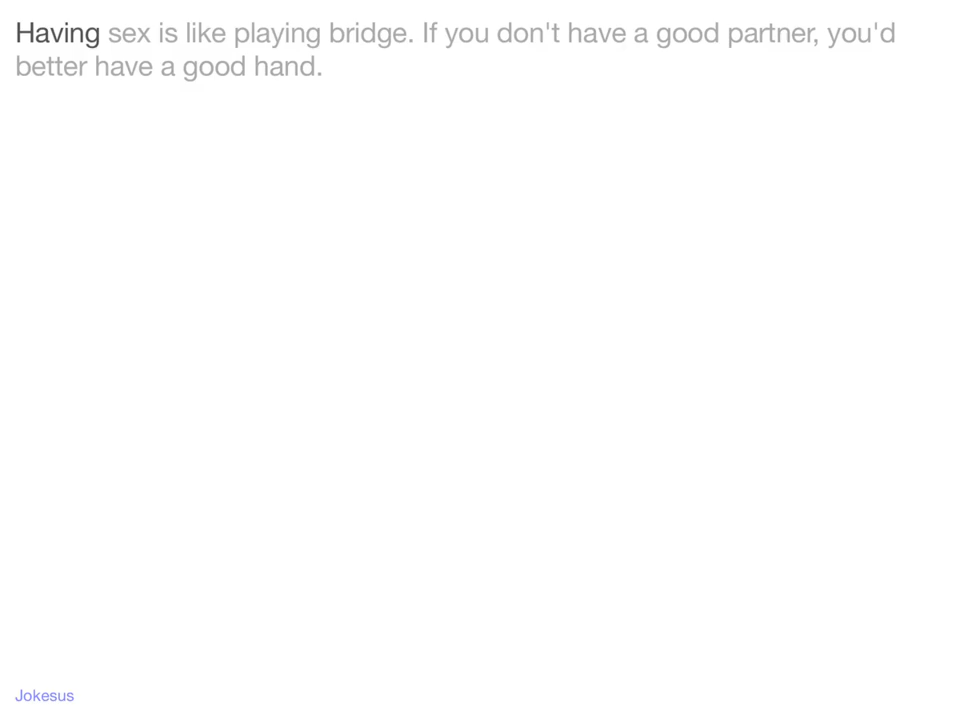 Having sex is like playing bridge. If you don't have a good partner, you'd
better have a good hand.
Jokesus